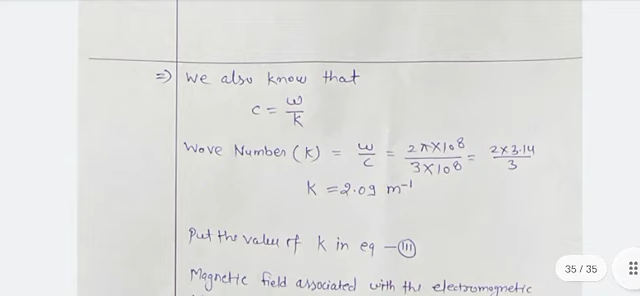 ⇒ We also know that
c = ω/k
Wave Number (k) = ω/c = 2π×10⁸/3×10⁸ = 2×3.14/3
K = 2.09 m⁻¹
Put the value of k in eq – (III)
Magnetic field associated with the electromagnetic
35 / 35